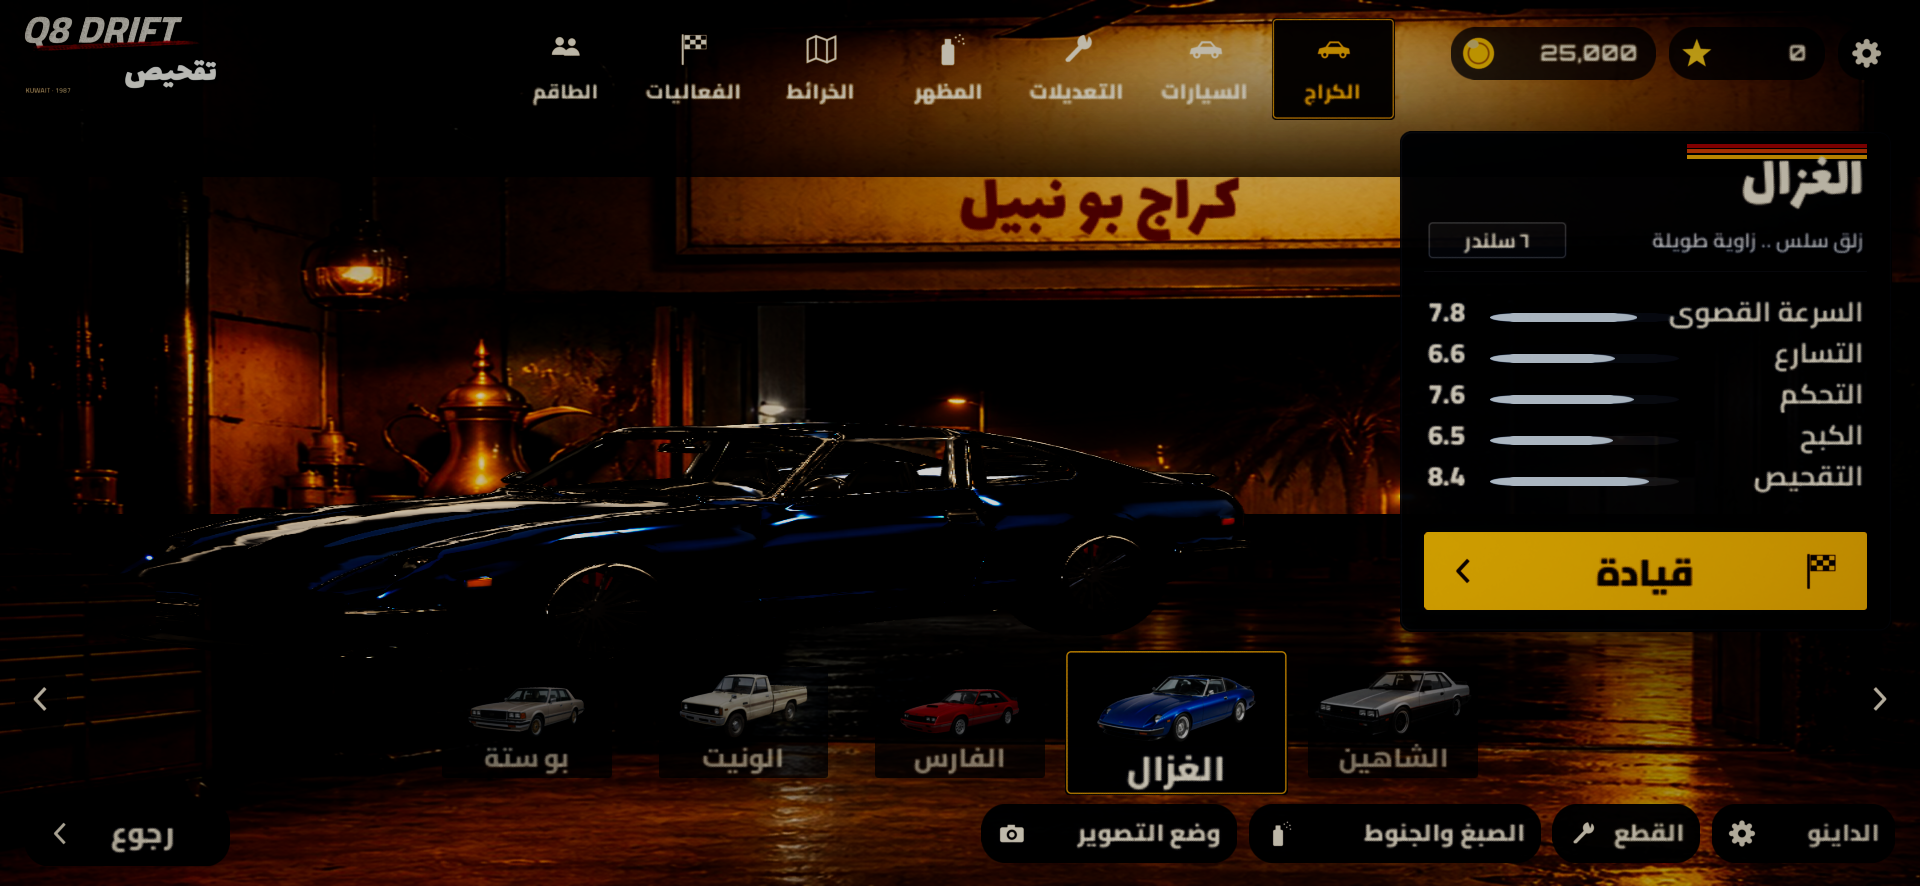 Q8 DRIFT
تفحيص
KUWAIT · 1987
الكراج
السيارات
التعديلات
المظهر
الخرائط
الفعاليات
الطاقم
25,000
0
كراج بو نبيل
الغزال
زلق سلس .. زاوية طويلة
٦ سلندر
السرعة القصوى 7.8
التسارع 6.6
التحكم 7.6
الكبح 6.5
التقحيص 8.4
قيادة
الشاهين
الغزال
الفارس
الونيت
بو ستة
الداينو
القطع
الصبغ والجنوط
وضع التصوير
رجوع